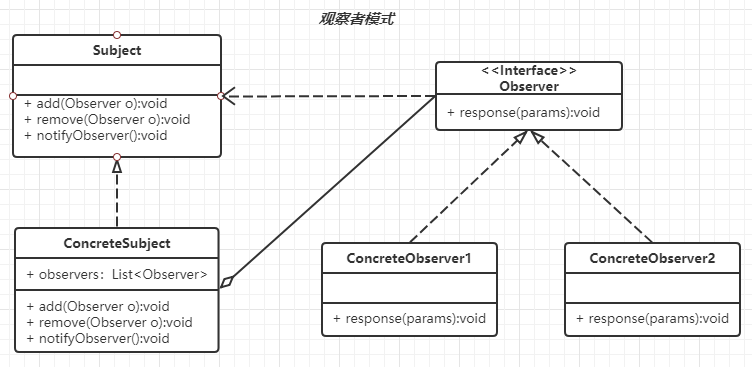 观察者模式
Subject
+ add(Observer o):void
+ remove(Observer o):void
+ notifyObserver():void
<<Interface>>
Observer
+ response(params):void
ConcreteSubject
+ observers：List<Observer>
+ add(Observer o):void
+ remove(Observer o):void
+ notifyObserver():void
ConcreteObserver1
+ response(params):void
ConcreteObserver2
+ response(params):void